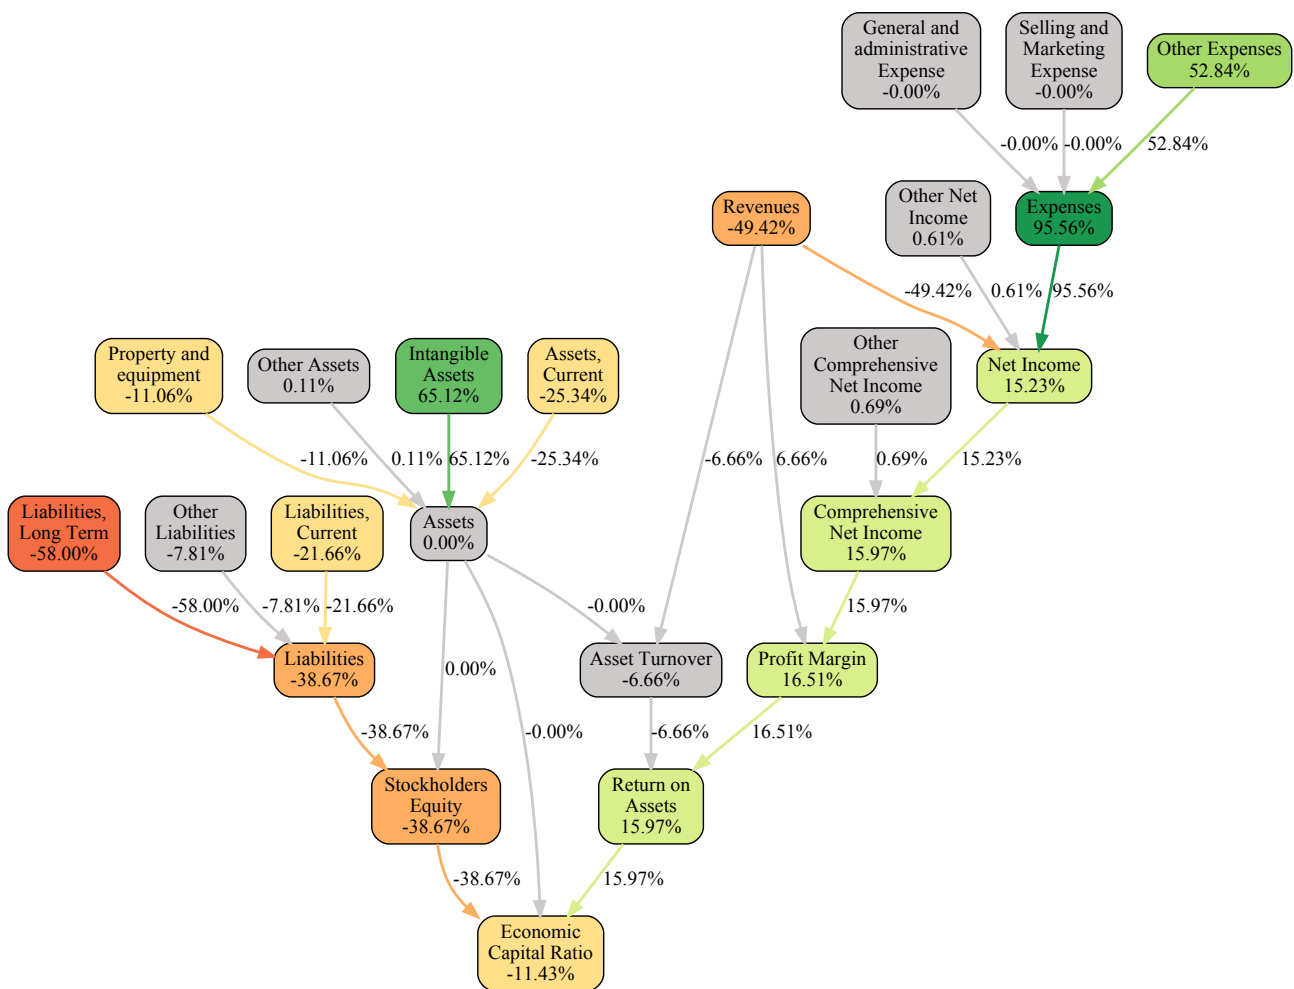 General and
administrative
Expense
-0.00%
Selling and
Marketing
Expense
-0.00%
Other Expenses
52.84%
-0.00%
-0.00%
52.84%
Revenues
-49.42%
Other Net
Income
0.61%
Expenses
95.56%
-49.42%
0.61%
95.56%
Property and
equipment
-11.06%
Other Assets
0.11%
Intangible
Assets
65.12%
Assets,
Current
-25.34%
Other
Comprehensive
Net Income
0.69%
Net Income
15.23%
-11.06%
0.11%
65.12%
-25.34%
-6.66%
6.66%
0.69%
15.23%
Liabilities,
Long Term
-58.00%
Other
Liabilities
-7.81%
Liabilities,
Current
-21.66%
Assets
0.00%
Comprehensive
Net Income
15.97%
-58.00%
-7.81%
-21.66%
-0.00%
15.97%
Liabilities
-38.67%
0.00%
Asset Turnover
-6.66%
Profit Margin
16.51%
-38.67%
-0.00%
-6.66%
16.51%
Stockholders
Equity
-38.67%
Return on
Assets
15.97%
-38.67%
15.97%
Economic
Capital Ratio
-11.43%